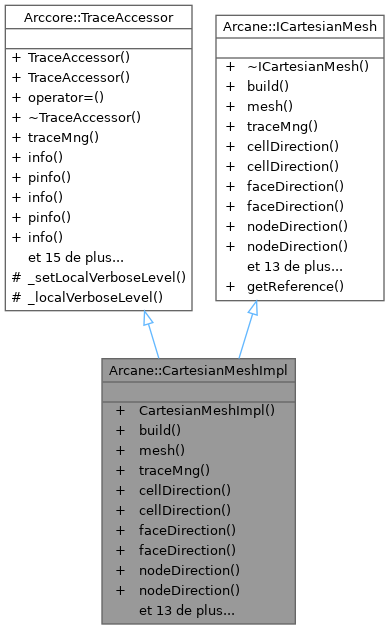 Arccore::TraceAccessor
+ TraceAccessor()
+ TraceAccessor()
+ operator=()
+ ~TraceAccessor()
+ traceMng()
+ info()
+ pinfo()
+ info()
+ pinfo()
+ info()
et 15 de plus...
# _setLocalVerboseLevel()
# _localVerboseLevel()
Arcane::ICartesianMesh
+ ~ICartesianMesh()
+ build()
+ mesh()
+ traceMng()
+ cellDirection()
+ cellDirection()
+ faceDirection()
+ faceDirection()
+ nodeDirection()
+ nodeDirection()
et 13 de plus...
+ getReference()
Arcane::CartesianMeshImpl
+ CartesianMeshImpl()
+ build()
+ mesh()
+ traceMng()
+ cellDirection()
+ cellDirection()
+ faceDirection()
+ faceDirection()
+ nodeDirection()
+ nodeDirection()
et 13 de plus...